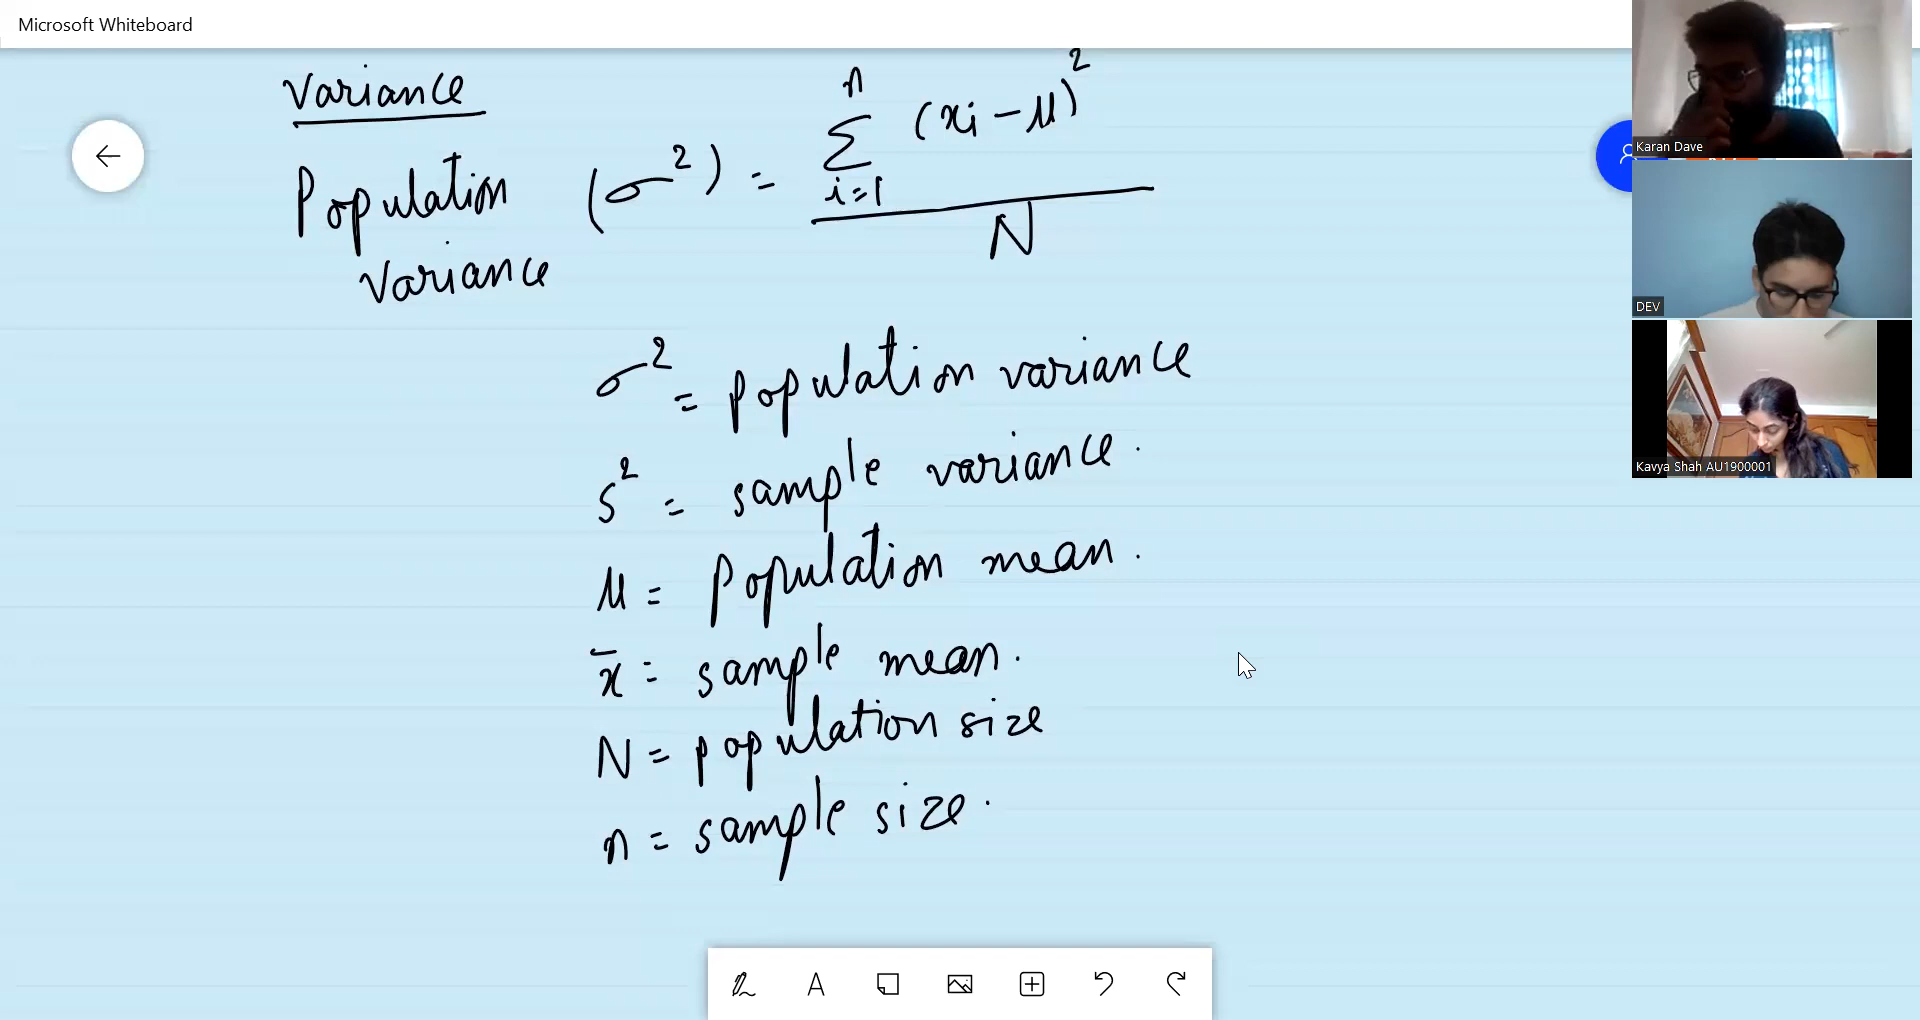 Microsoft Whiteboard
Variance
Population Variance (σ²) = n Σ i=1 (xi − μ)² / N
σ² = population variance
s² = sample variance.
μ = Population mean.
x̄ = sample mean.
N = population size
n = sample size.
Karan Dave
DEV
Kavya Shah AU1900001